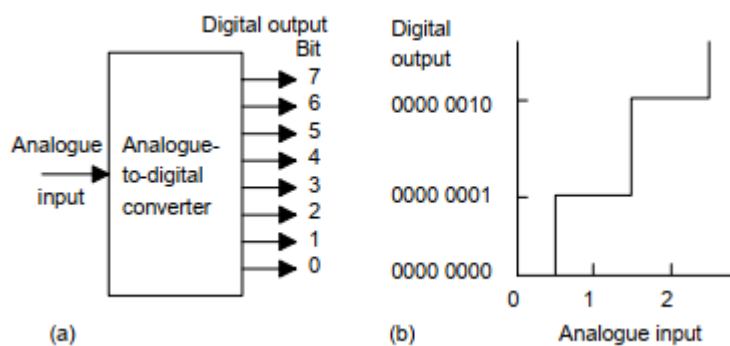 Digital output
Bit
7
6
5
4
3
2
1
0
Analogue
input
Analogue-
to-digital
converter
(a)
Digital
output
0000 0010
0000 0001
0000 0000
0 1 2
(b) Analogue input